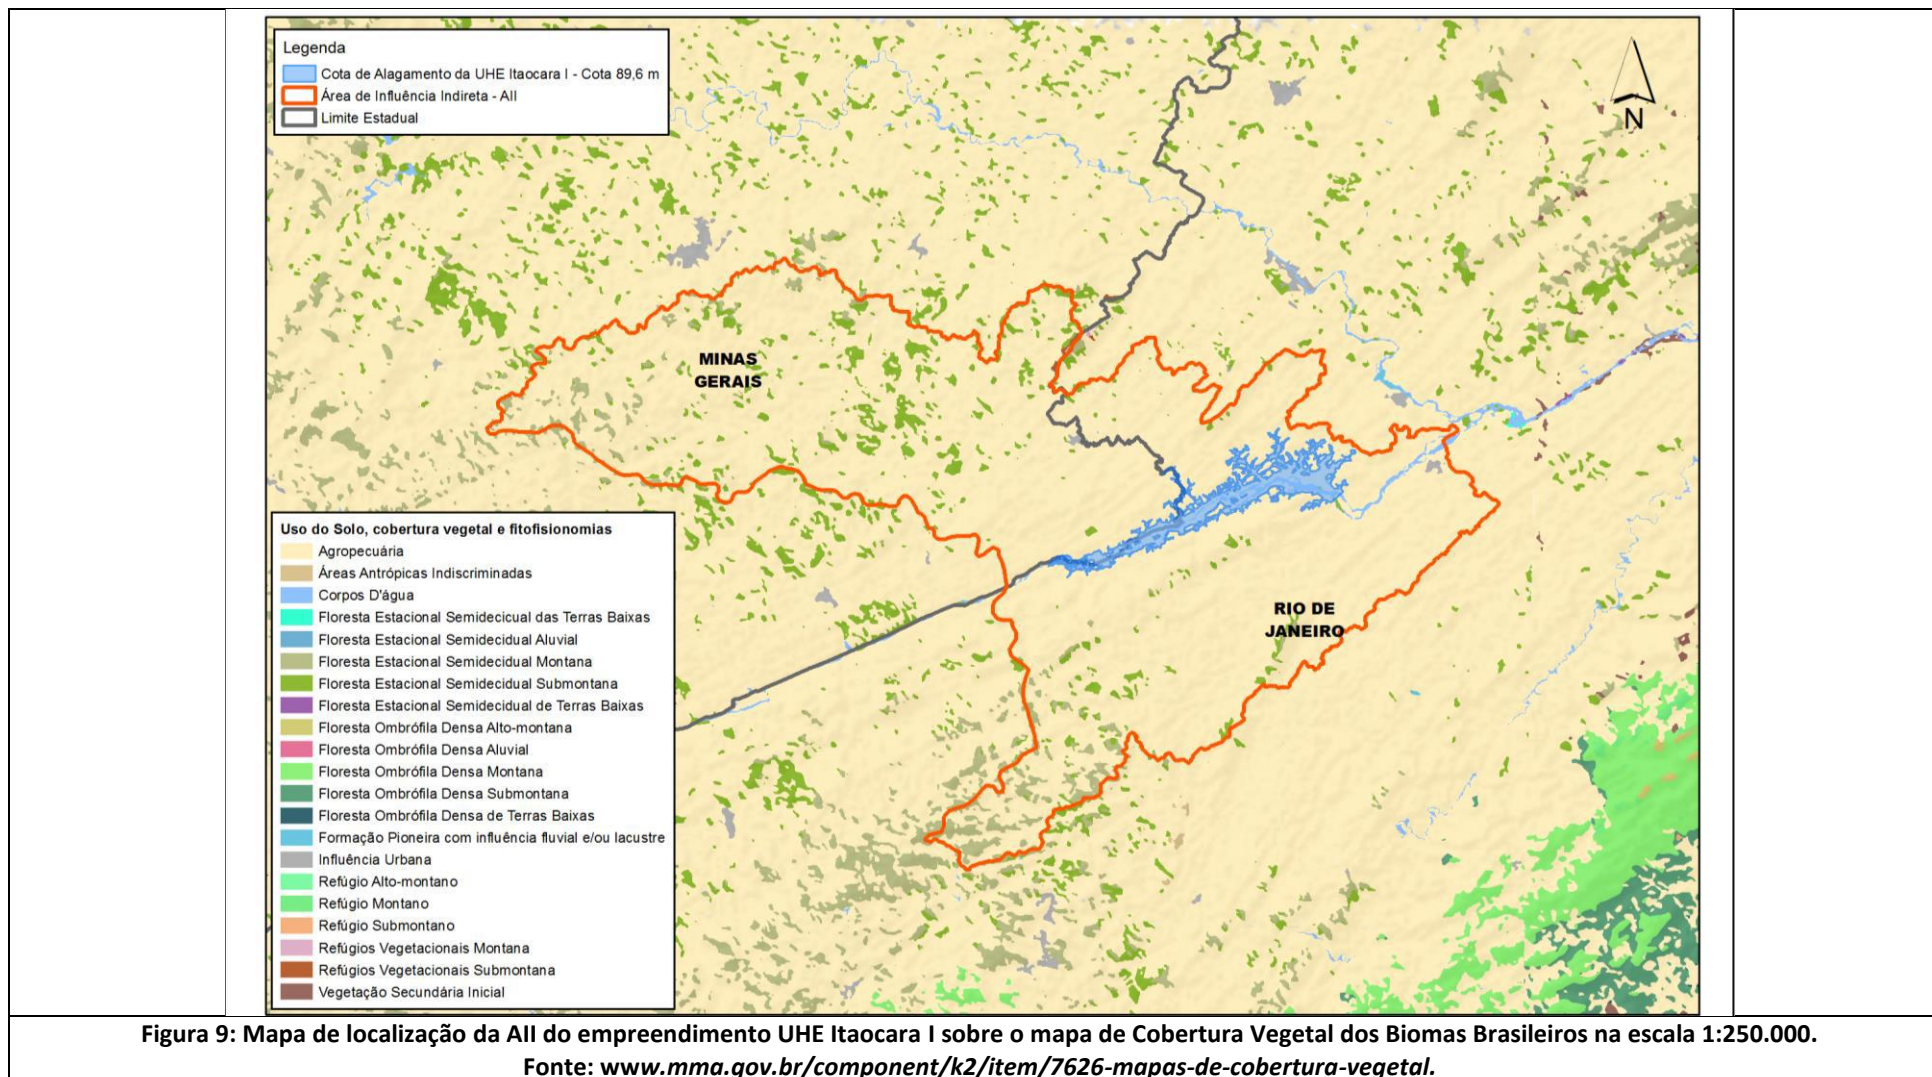 Legenda
Cota de Alagamento da UHE Itaocara I - Cota 89,6 m
Área de Influência Indireta - AII
Limite Estadual
N
MINAS
GERAIS
RIO DE
JANEIRO
Uso do Solo, cobertura vegetal e fitofisionomias
Agropecuária
Áreas Antrópicas Indiscriminadas
Corpos D'água
Floresta Estacional Semidecicual das Terras Baixas
Floresta Estacional Semidecidual Aluvial
Floresta Estacional Semidecidual Montana
Floresta Estacional Semidecidual Submontana
Floresta Estacional Semidecidual de Terras Baixas
Floresta Ombrófila Densa Alto-montana
Floresta Ombrófila Densa Aluvial
Floresta Ombrófila Densa Montana
Floresta Ombrófila Densa Submontana
Floresta Ombrófila Densa de Terras Baixas
Formação Pioneira com influência fluvial e/ou lacustre
Influência Urbana
Refúgio Alto-montano
Refúgio Montano
Refúgio Submontano
Refúgios Vegetacionais Montana
Refúgios Vegetacionais Submontana
Vegetação Secundária Inicial
Figura 9: Mapa de localização da AII do empreendimento UHE Itaocara I sobre o mapa de Cobertura Vegetal dos Biomas Brasileiros na escala 1:250.000.
Fonte: www.mma.gov.br/component/k2/item/7626-mapas-de-cobertura-vegetal.